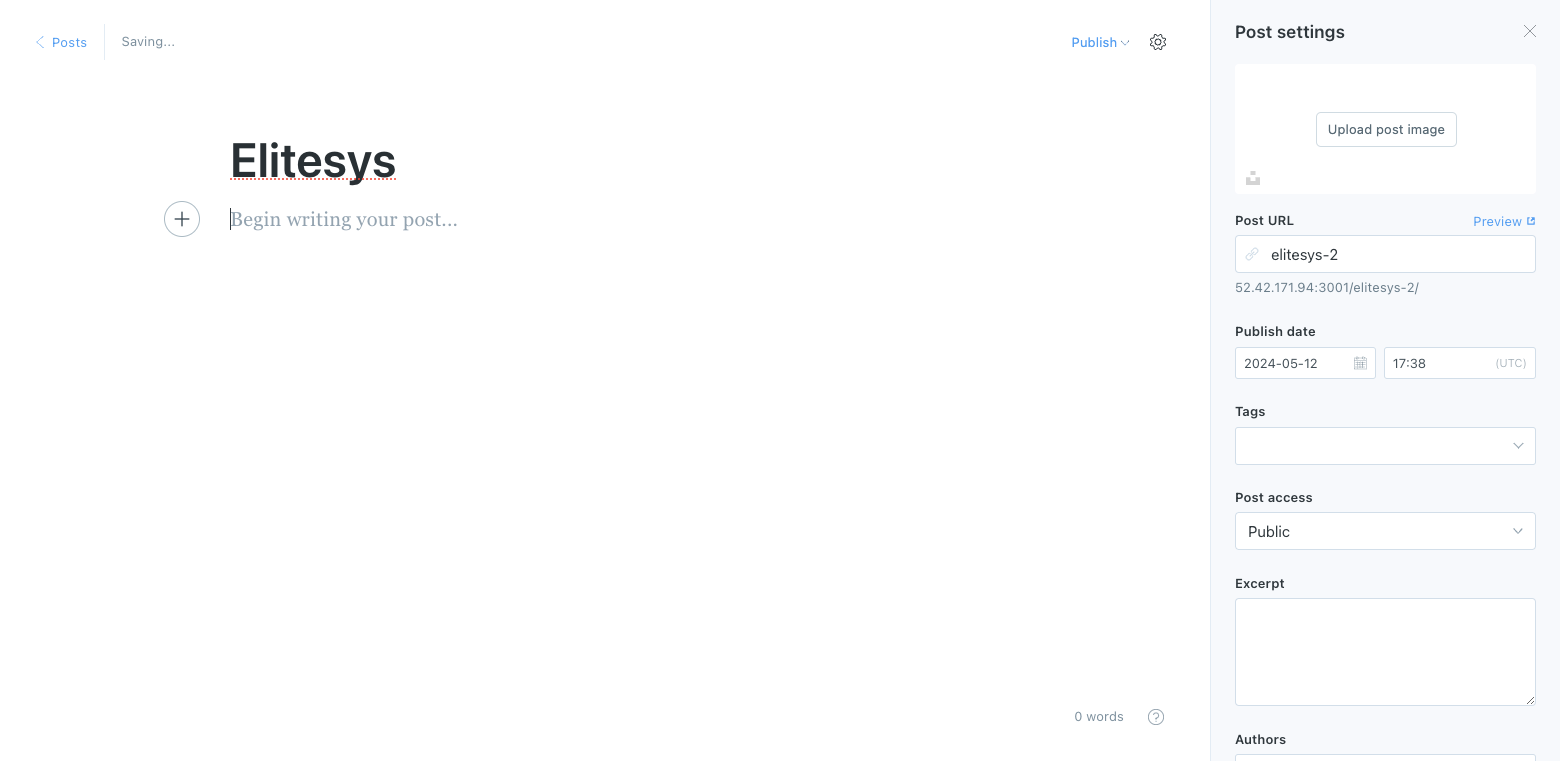 Posts
Saving...
Publish
Elitesys
Begin writing your post...
0 words
?
Post settings
Upload post image
Post URL
Preview
elitesys-2
52.42.171.94:3001/elitesys-2/
Publish date
2024-05-12
17:38
(UTC)
Tags
Post access
Public
Excerpt
Authors